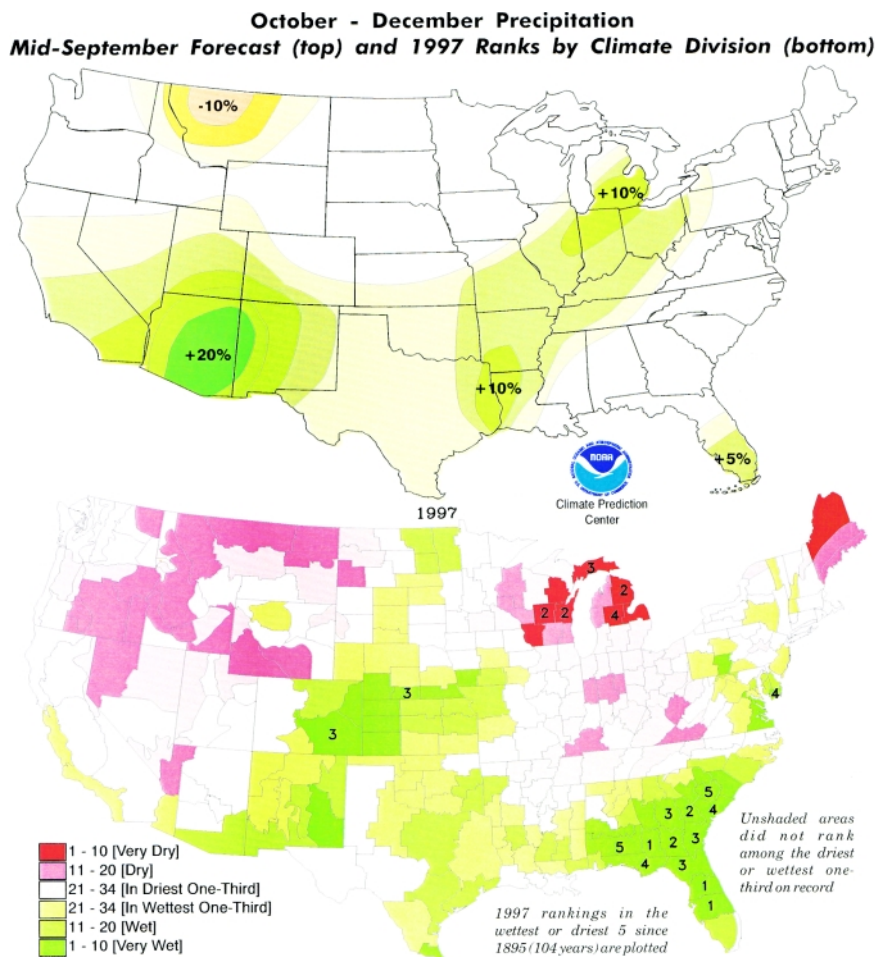 October - December Precipitation
Mid-September Forecast (top) and 1997 Ranks by Climate Division (bottom)
-10%
+10%
+20%
+10%
+5%
NOAA
Climate Prediction
Center
1997
3
2
2 2
4
3
4
3
5
3 2 4
5 1 2 3
4 3
1
1
Unshaded areas
did not rank
among the driest
or wettest one-
third on record
1 - 10 [Very Dry]
11 - 20 [Dry]
21 - 34 [In Driest One-Third]
21 - 34 [In Wettest One-Third]
11 - 20 [Wet]
1 - 10 [Very Wet]
1997 rankings in the
wettest or driest 5 since
1895 (104 years) are plotted